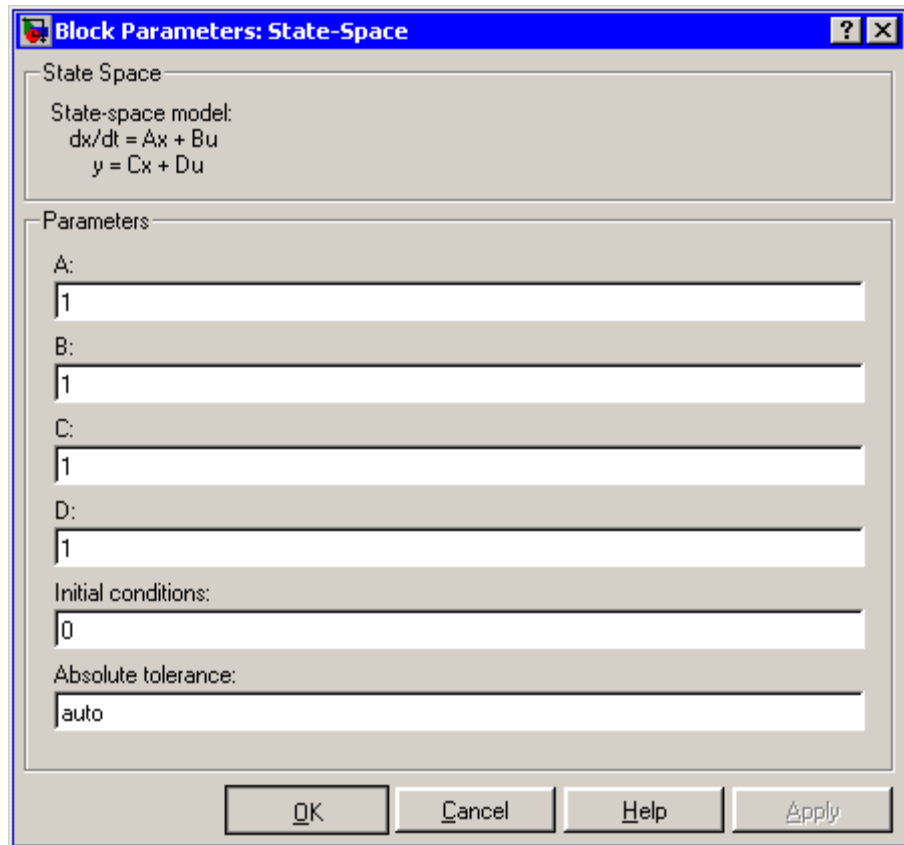 Block Parameters: State-Space
State Space
State-space model:
dx/dt = Ax + Bu
y = Cx + Du
Parameters
A:
1
B:
1
C:
1
D:
1
Initial conditions:
0
Absolute tolerance:
auto
OK Cancel Help Apply